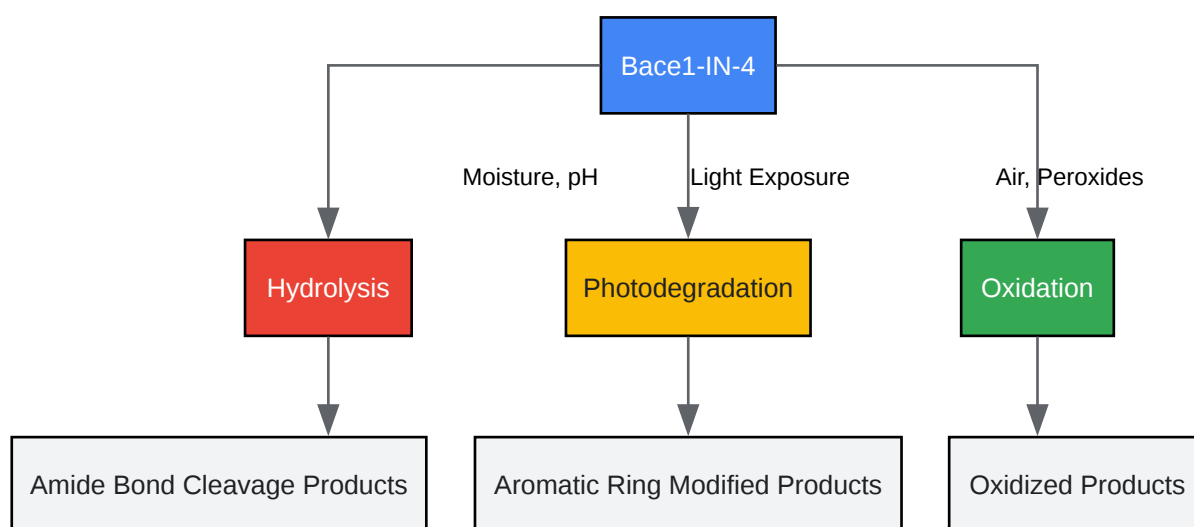 Bace1-IN-4
Moisture, pH
Light Exposure
Air, Peroxides
Hydrolysis
Photodegradation
Oxidation
Amide Bond Cleavage Products
Aromatic Ring Modified Products
Oxidized Products